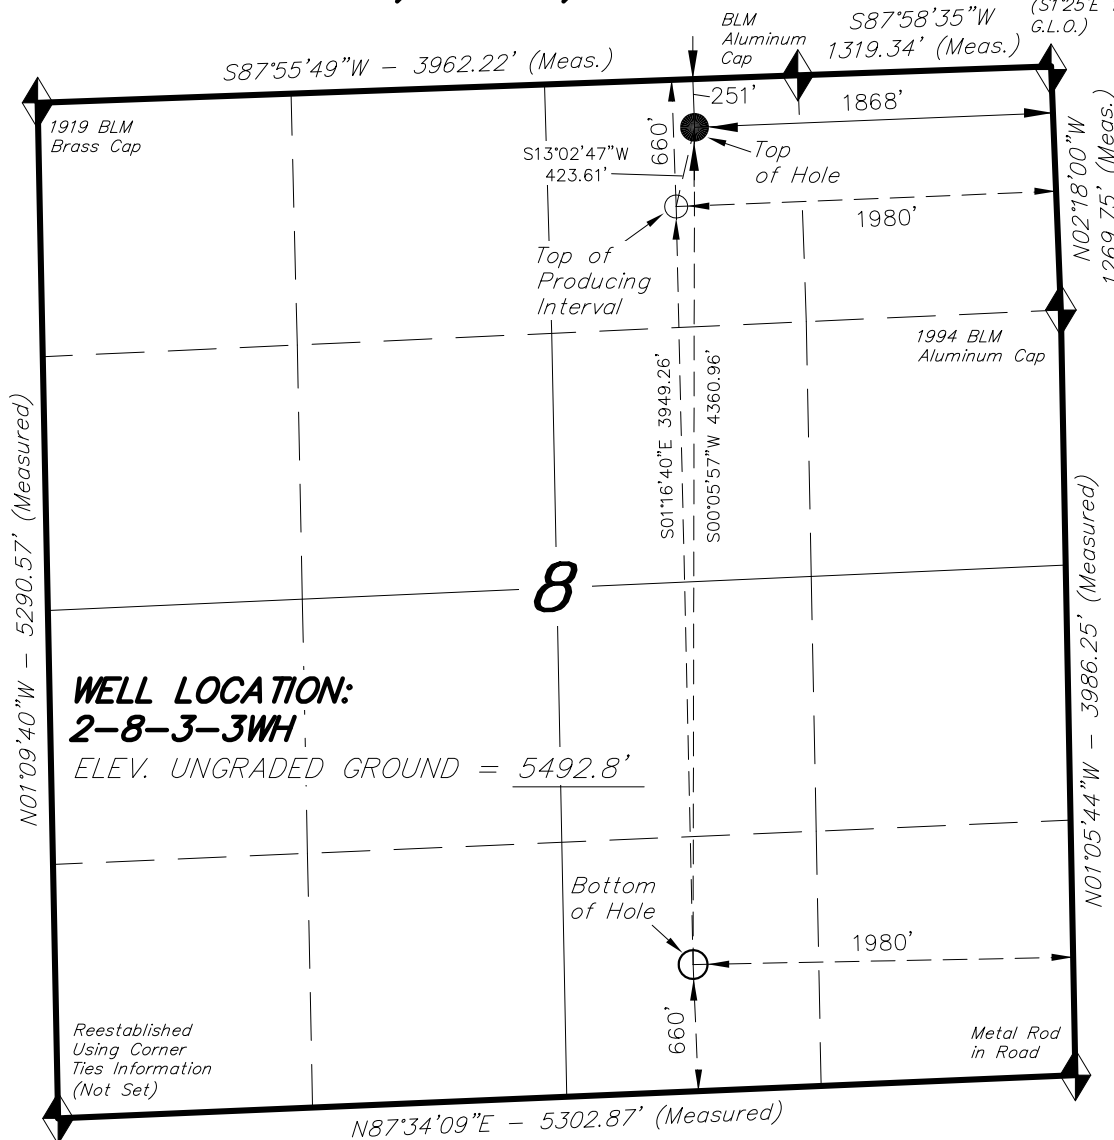 (S1°25'E
G.L.O.)
BLM
Aluminum
Cap
S87°58'35"W
1319.34' (Meas.)
S87°55'49"W - 3962.22' (Meas.)
1919 BLM
Brass Cap
251'
1868'
660'
S13°02'47"W
423.61'
Top
of Hole
1980'
N02°18'00"W
1269.75' (Meas.)
Top of
Producing
Interval
1994 BLM
Aluminum Cap
S01°16'40"E 3949.26'
S00°05'57"W 4360.96'
N01°09'40"W - 5290.57' (Measured)
8
N01°05'44"W - 3986.25' (Measured)
WELL LOCATION:
2-8-3-3WH
ELEV. UNGRADED GROUND = 5492.8'
Bottom
of Hole
1980'
660'
Reestablished
Using Corner
Ties Information
(Not Set)
Metal Rod
in Road
N87°34'09"E - 5302.87' (Measured)